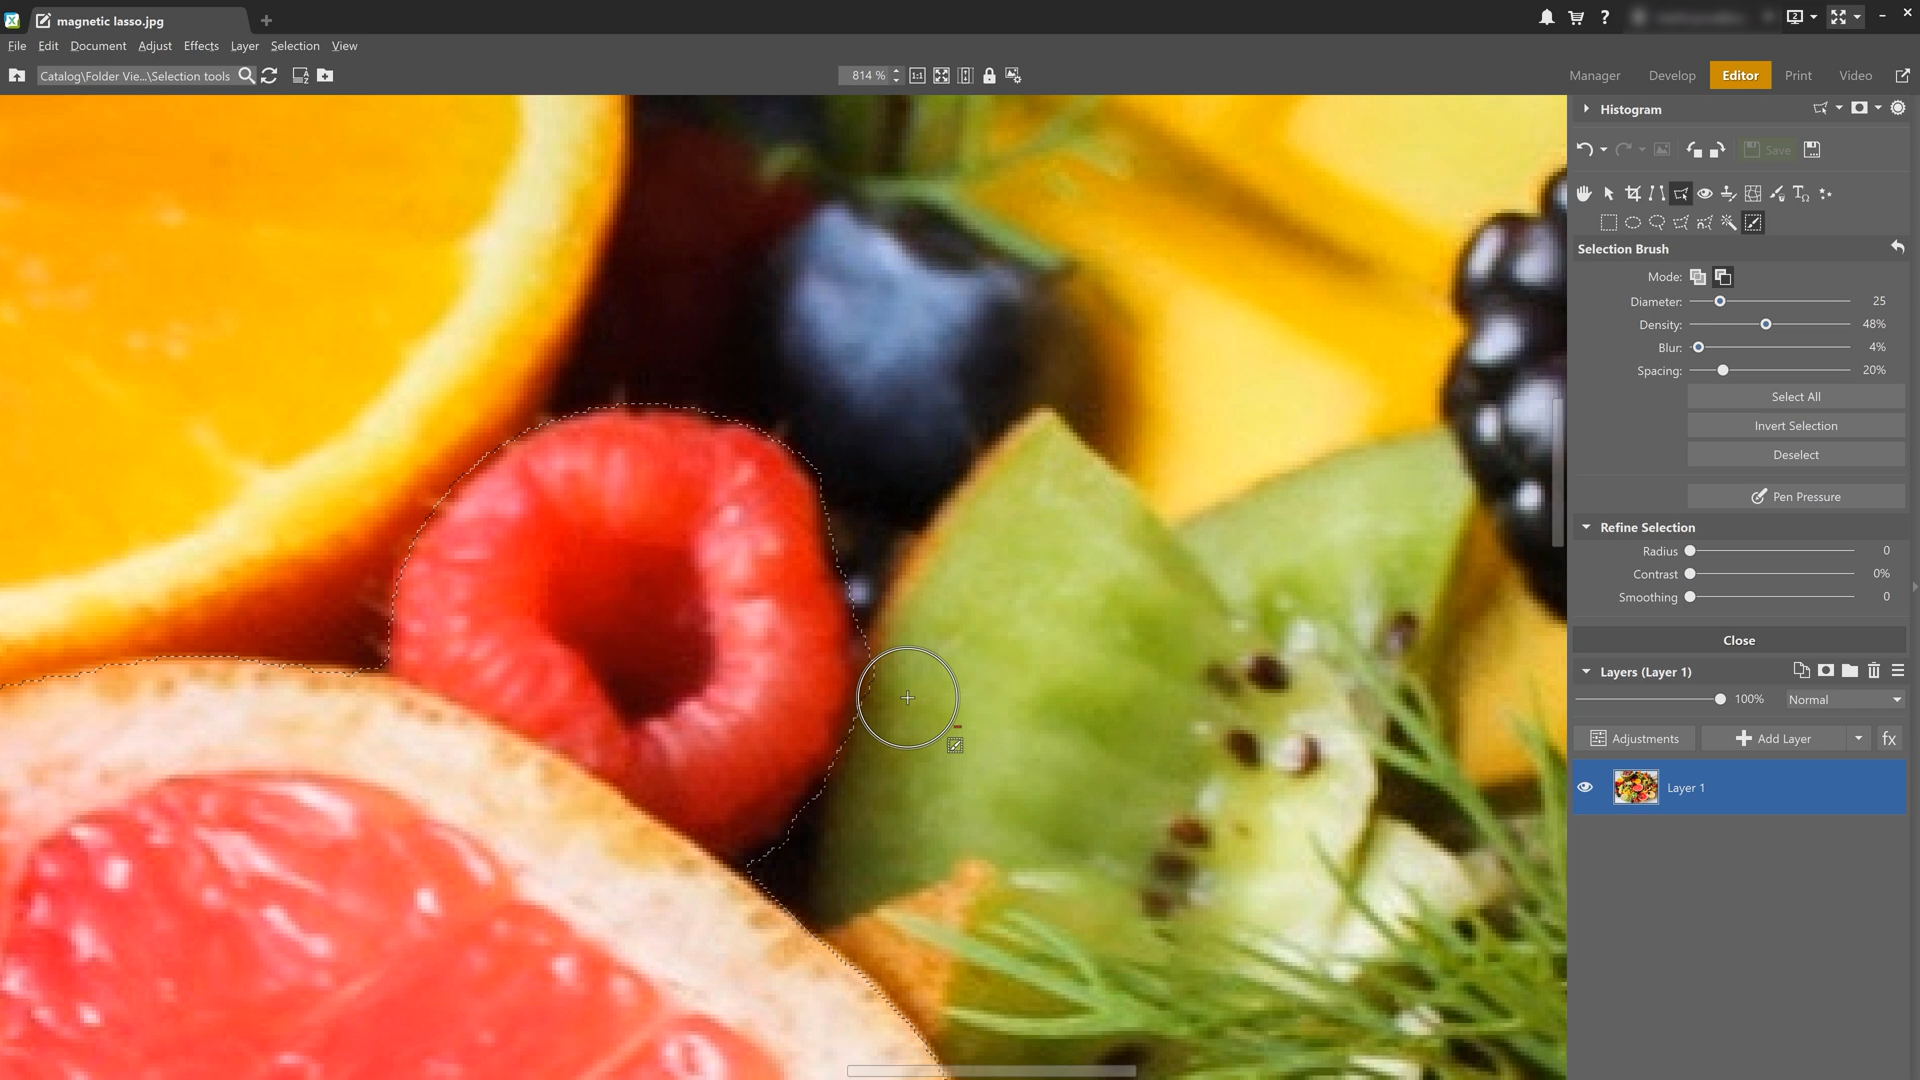 magnetic lasso.jpg
File Edit Document Adjust Effects Layer Selection View
Catalog\Folder Vie...\Selection tools
814 %
1:1
Manager Develop Editor Print Video
Histogram
Save
Selection Brush
Mode:
Diameter: 25
Density: 48%
Blur: 4%
Spacing: 20%
Select All
Invert Selection
Deselect
Pen Pressure
Refine Selection
Radius 0
Contrast 0%
Smoothing 0
Close
Layers (Layer 1)
100% Normal
Adjustments Add Layer fx
Layer 1